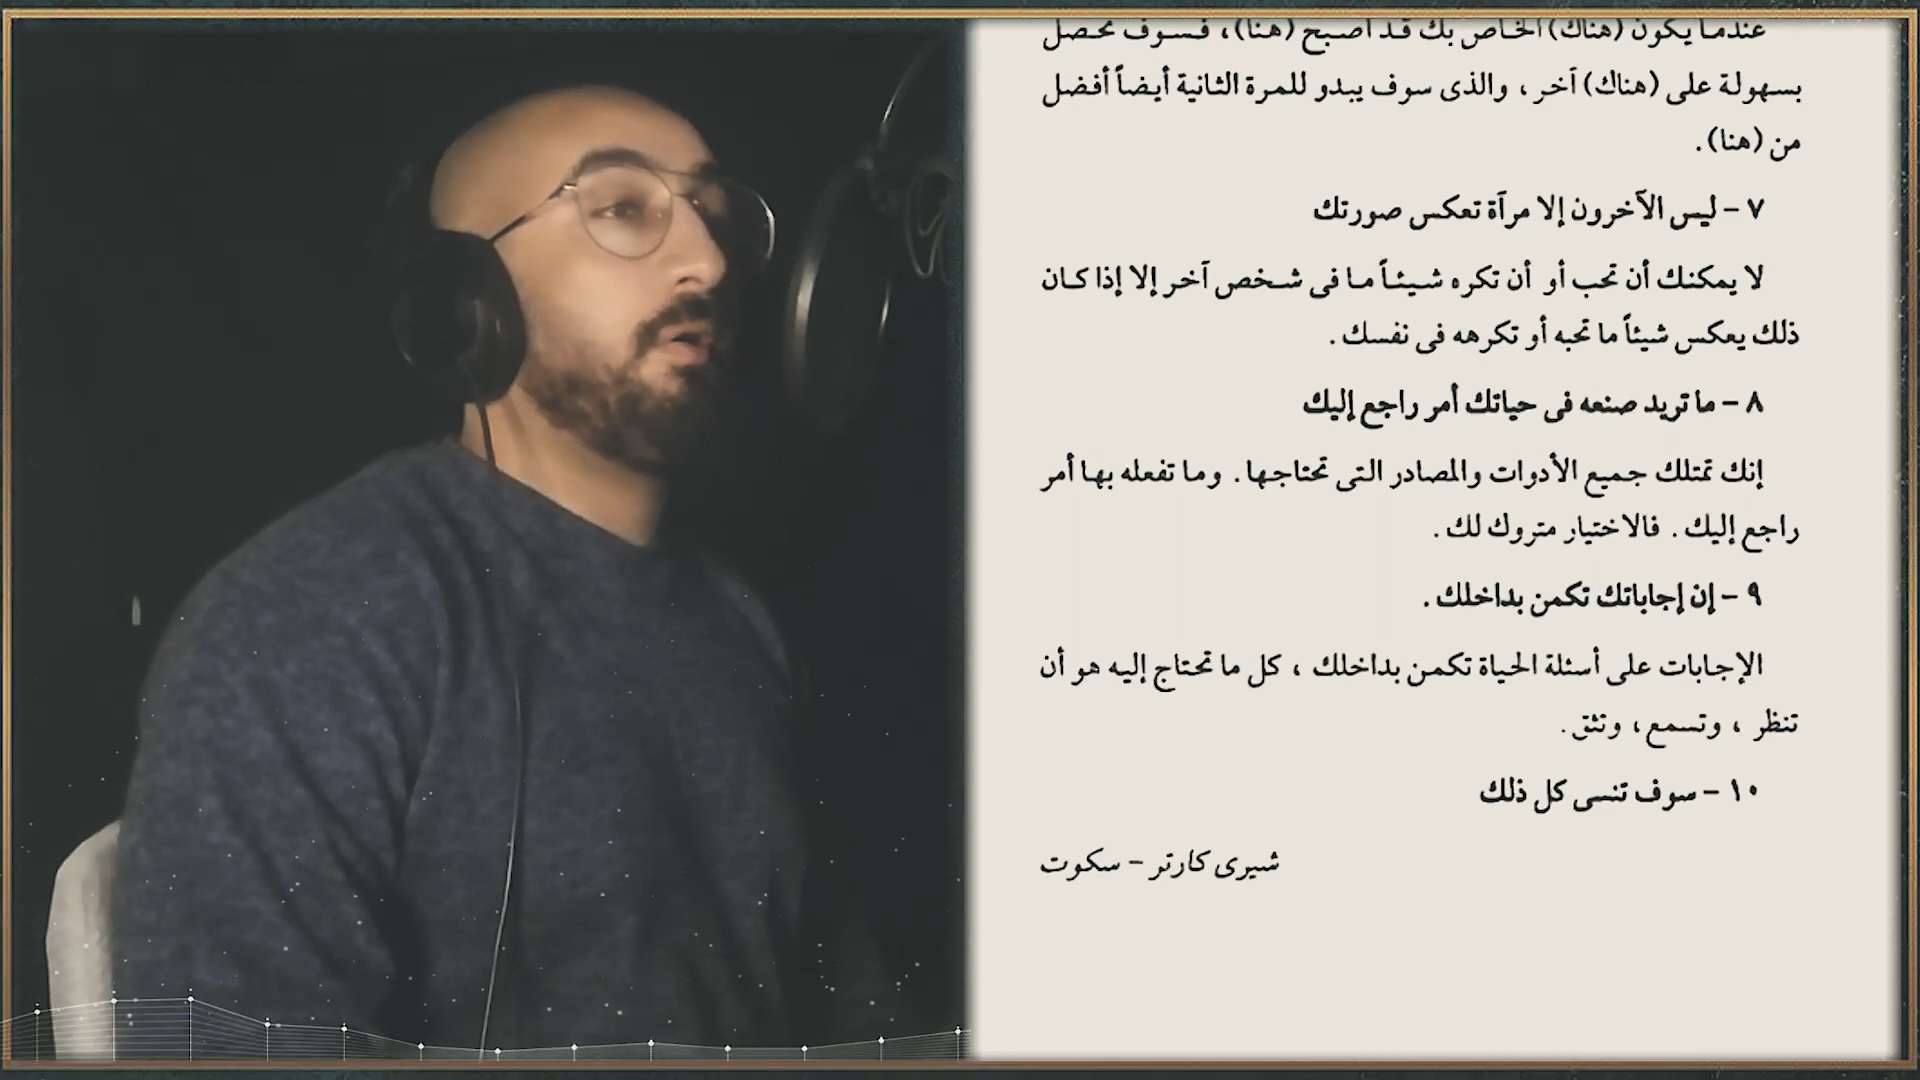 عندما يكون (هناك) الخاص بك قد أصبح (هنا)، فسوف تحصل
بسهولة على (هناك) آخر، والذى سوف يبدو للمرة الثانية أيضاً أفضل
من (هنا).
٧ - ليس الآخرون إلا مرآة تعكس صورتك
لا يمكنك أن تحب أو أن تكره شيئاً ما فى شخص آخر إلا إذا كان
ذلك يعكس شيئاً ما تحبه أو تكرهه فى نفسك.
٨ - ما تريد صنعه فى حياتك أمر راجع إليك
إنك تمتلك جميع الأدوات والمصادر التى تحتاجها. وما تفعله بها أمر
راجع إليك. فالاختيار متروك لك.
٩ - إن إجاباتك تكمن بداخلك.
الإجابات على أسئلة الحياة تكمن بداخلك، كل ما تحتاج إليه هو أن
تنظر، وتسمع، وتثق.
١٠ - سوف تنسى كل ذلك
شيرى كارتر - سكوت